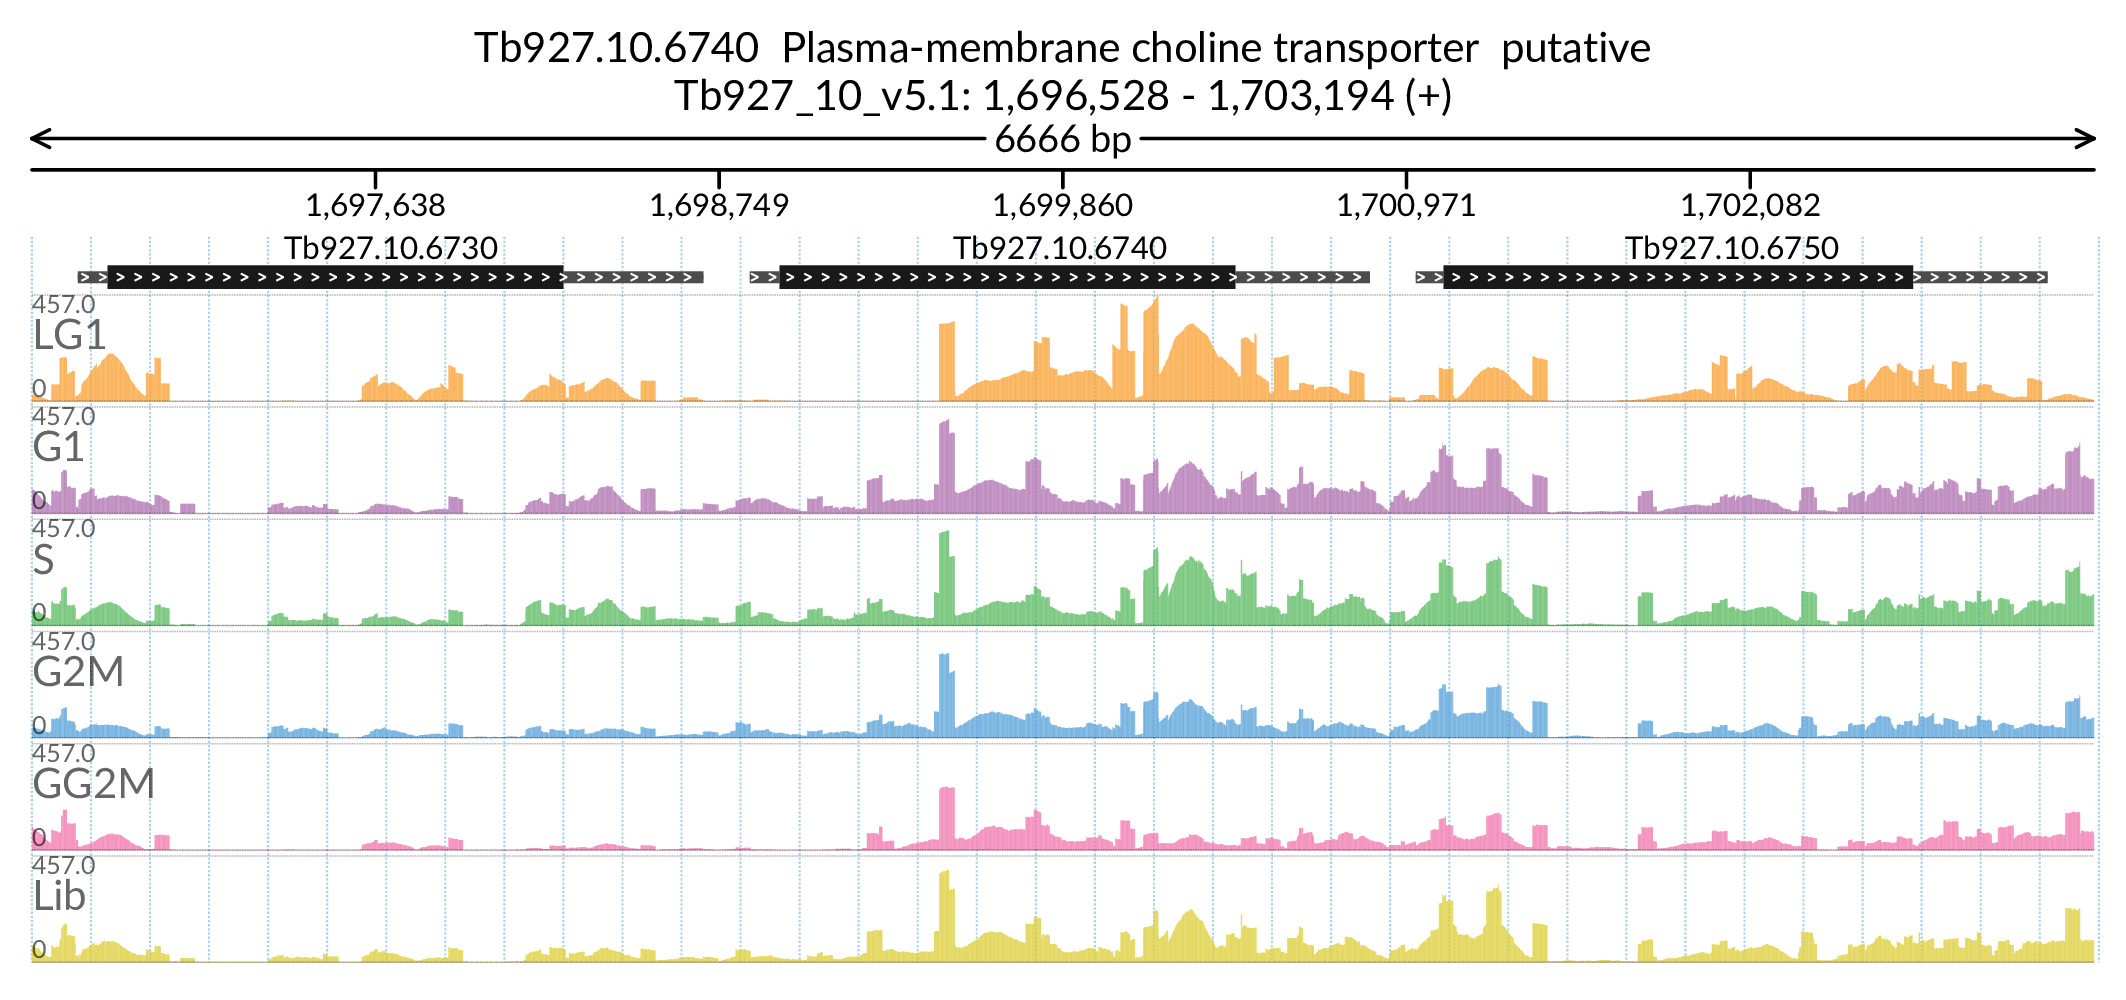 Tb927.10.6740  Plasma-membrane choline transporter  putative
Tb927_10_v5.1: 1,696,528 - 1,703,194 (+)
6666 bp
1,697,638 1,698,749 1,699,860 1,700,971 1,702,082
Tb927.10.6730 Tb927.10.6740 Tb927.10.6750
457.0
LG1
0
457.0
G1
0
457.0
S
0
457.0
G2M
0
457.0
GG2M
0
457.0
Lib
0